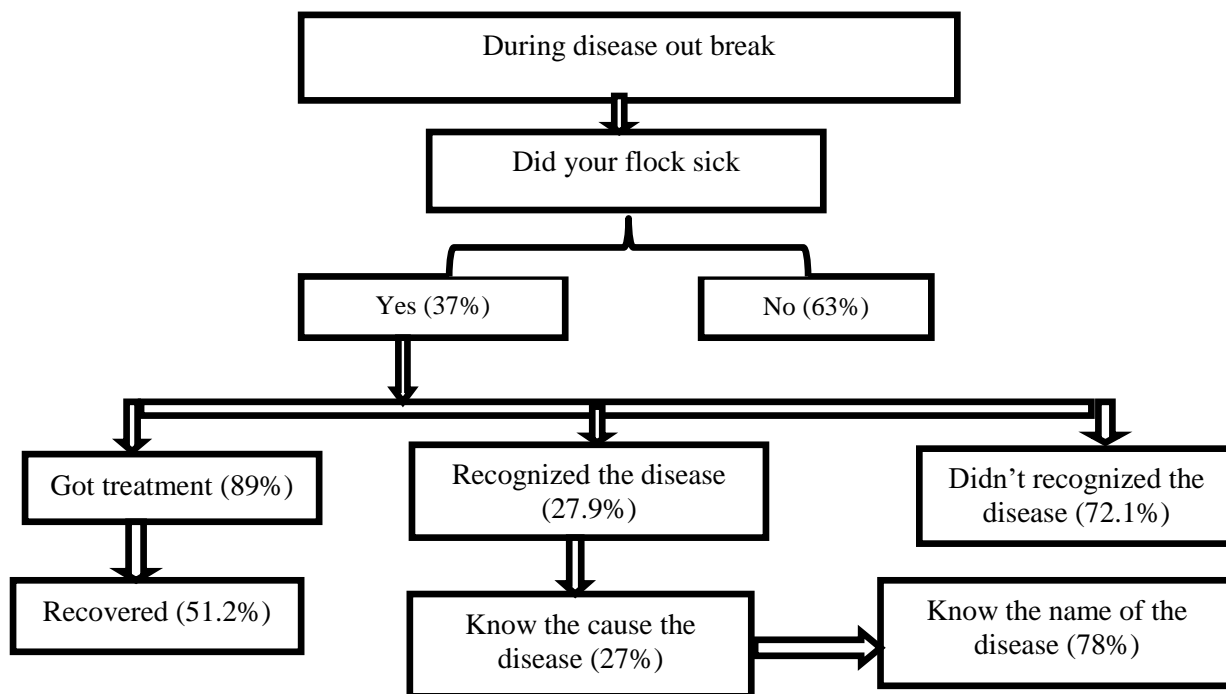 During disease out break
Did your flock sick
Yes (37%)
No (63%)
Got treatment (89%)
Recognized the disease
(27.9%)
Didn’t recognized the
disease (72.1%)
Recovered (51.2%)
Know the cause the
disease (27%)
Know the name of the
disease (78%)